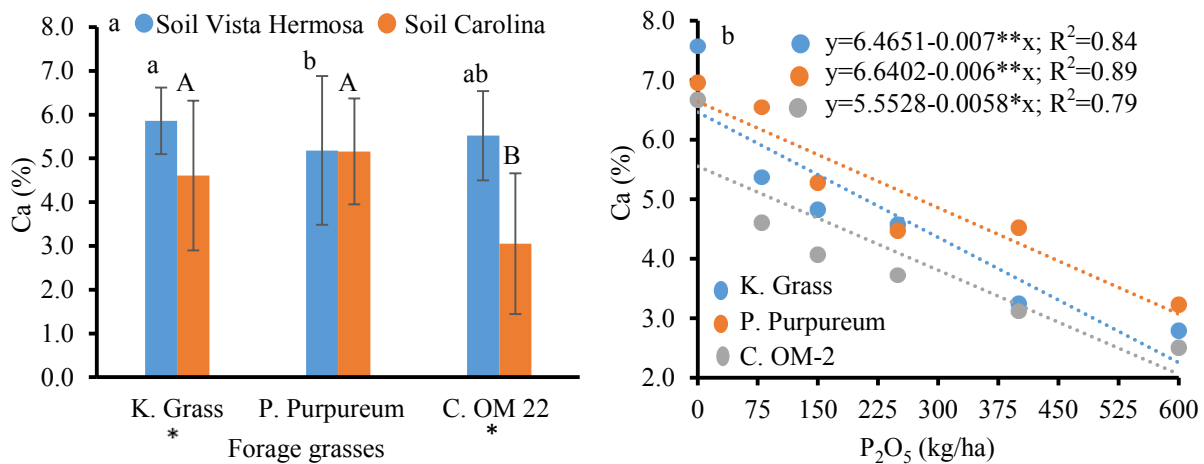 a
Soil Vista Hermosa Soil Carolina
8.0
7.0
6.0
5.0
4.0
3.0
2.0
1.0
0.0
Ca (%)
a A b A ab B
K. Grass P. Purpureum C. OM 22
* *
Forage grasses
b
y=6.4651-0.007**x; R²=0.84
y=6.6402-0.006**x; R²=0.89
y=5.5528-0.0058*x; R²=0.79
8.0
7.0
6.0
5.0
4.0
3.0
2.0
Ca (%)
K. Grass
P. Purpureum
C. OM-2
0 75 150 225 300 375 450 525 600
P₂O₅ (kg/ha)